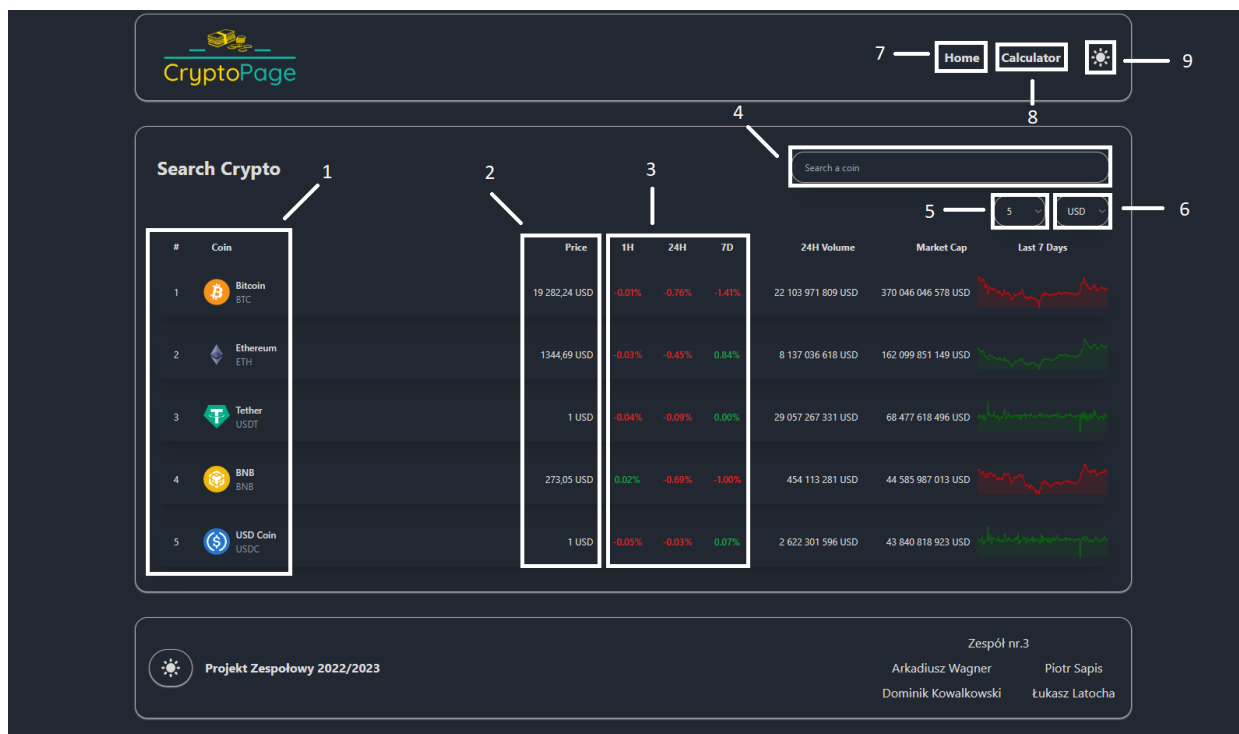 CryptoPage
7
Home
Calculator
9
8
4
Search Crypto
1
2
3
Search a coin
5
5
USD
6
# Coin Price 1H 24H 7D 24H Volume Market Cap Last 7 Days
1 Bitcoin BTC 19 282,24 USD -0.01% -0.76% -1.41% 22 103 971 809 USD 370 046 046 578 USD
2 Ethereum ETH 1344,69 USD -0.03% -0.45% 0.84% 8 137 036 618 USD 162 099 851 149 USD
3 Tether USDT 1 USD -0.04% -0.09% 0.00% 29 057 267 331 USD 68 477 618 496 USD
4 BNB BNB 273,05 USD 0.02% -0.69% -1.00% 454 113 281 USD 44 585 987 013 USD
5 USD Coin USDC 1 USD -0.05% -0.03% 0.07% 2 622 301 596 USD 43 840 818 923 USD
Projekt Zespołowy 2022/2023
Zespół nr.3
Arkadiusz Wagner Piotr Sapis
Dominik Kowalkowski Łukasz Latocha